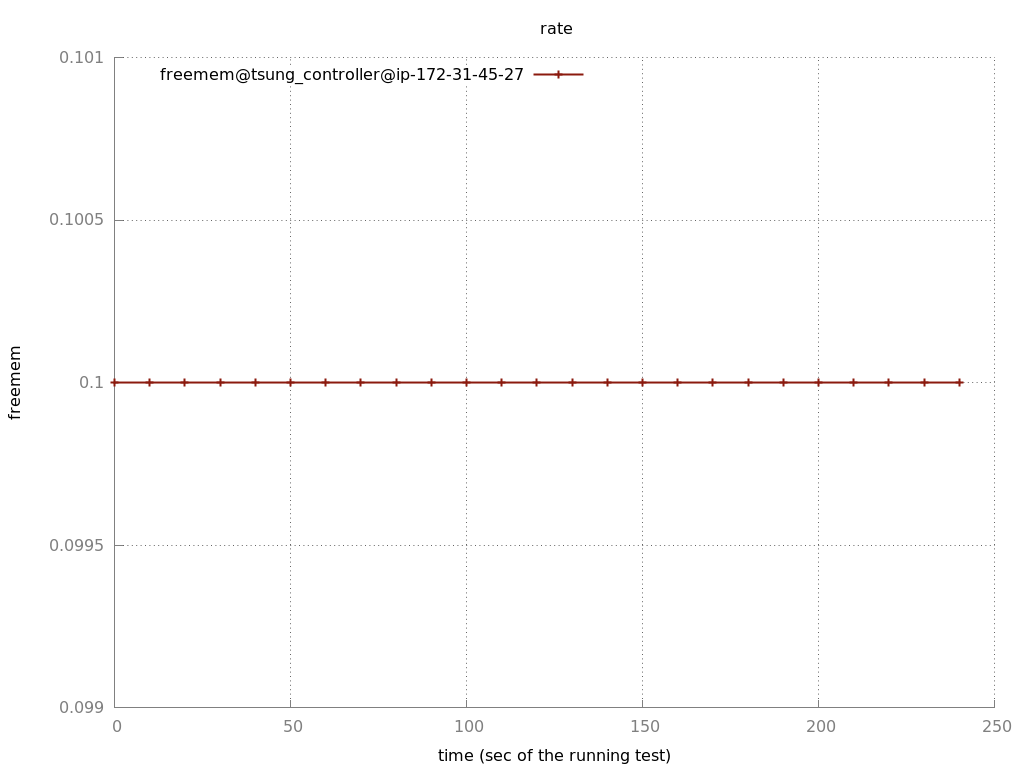 rate
0.101
freemem@tsung_controller@ip-172-31-45-27
0.1005
0.1
0.0995
0.099
freemem
0 50 100 150 200 250
time (sec of the running test)